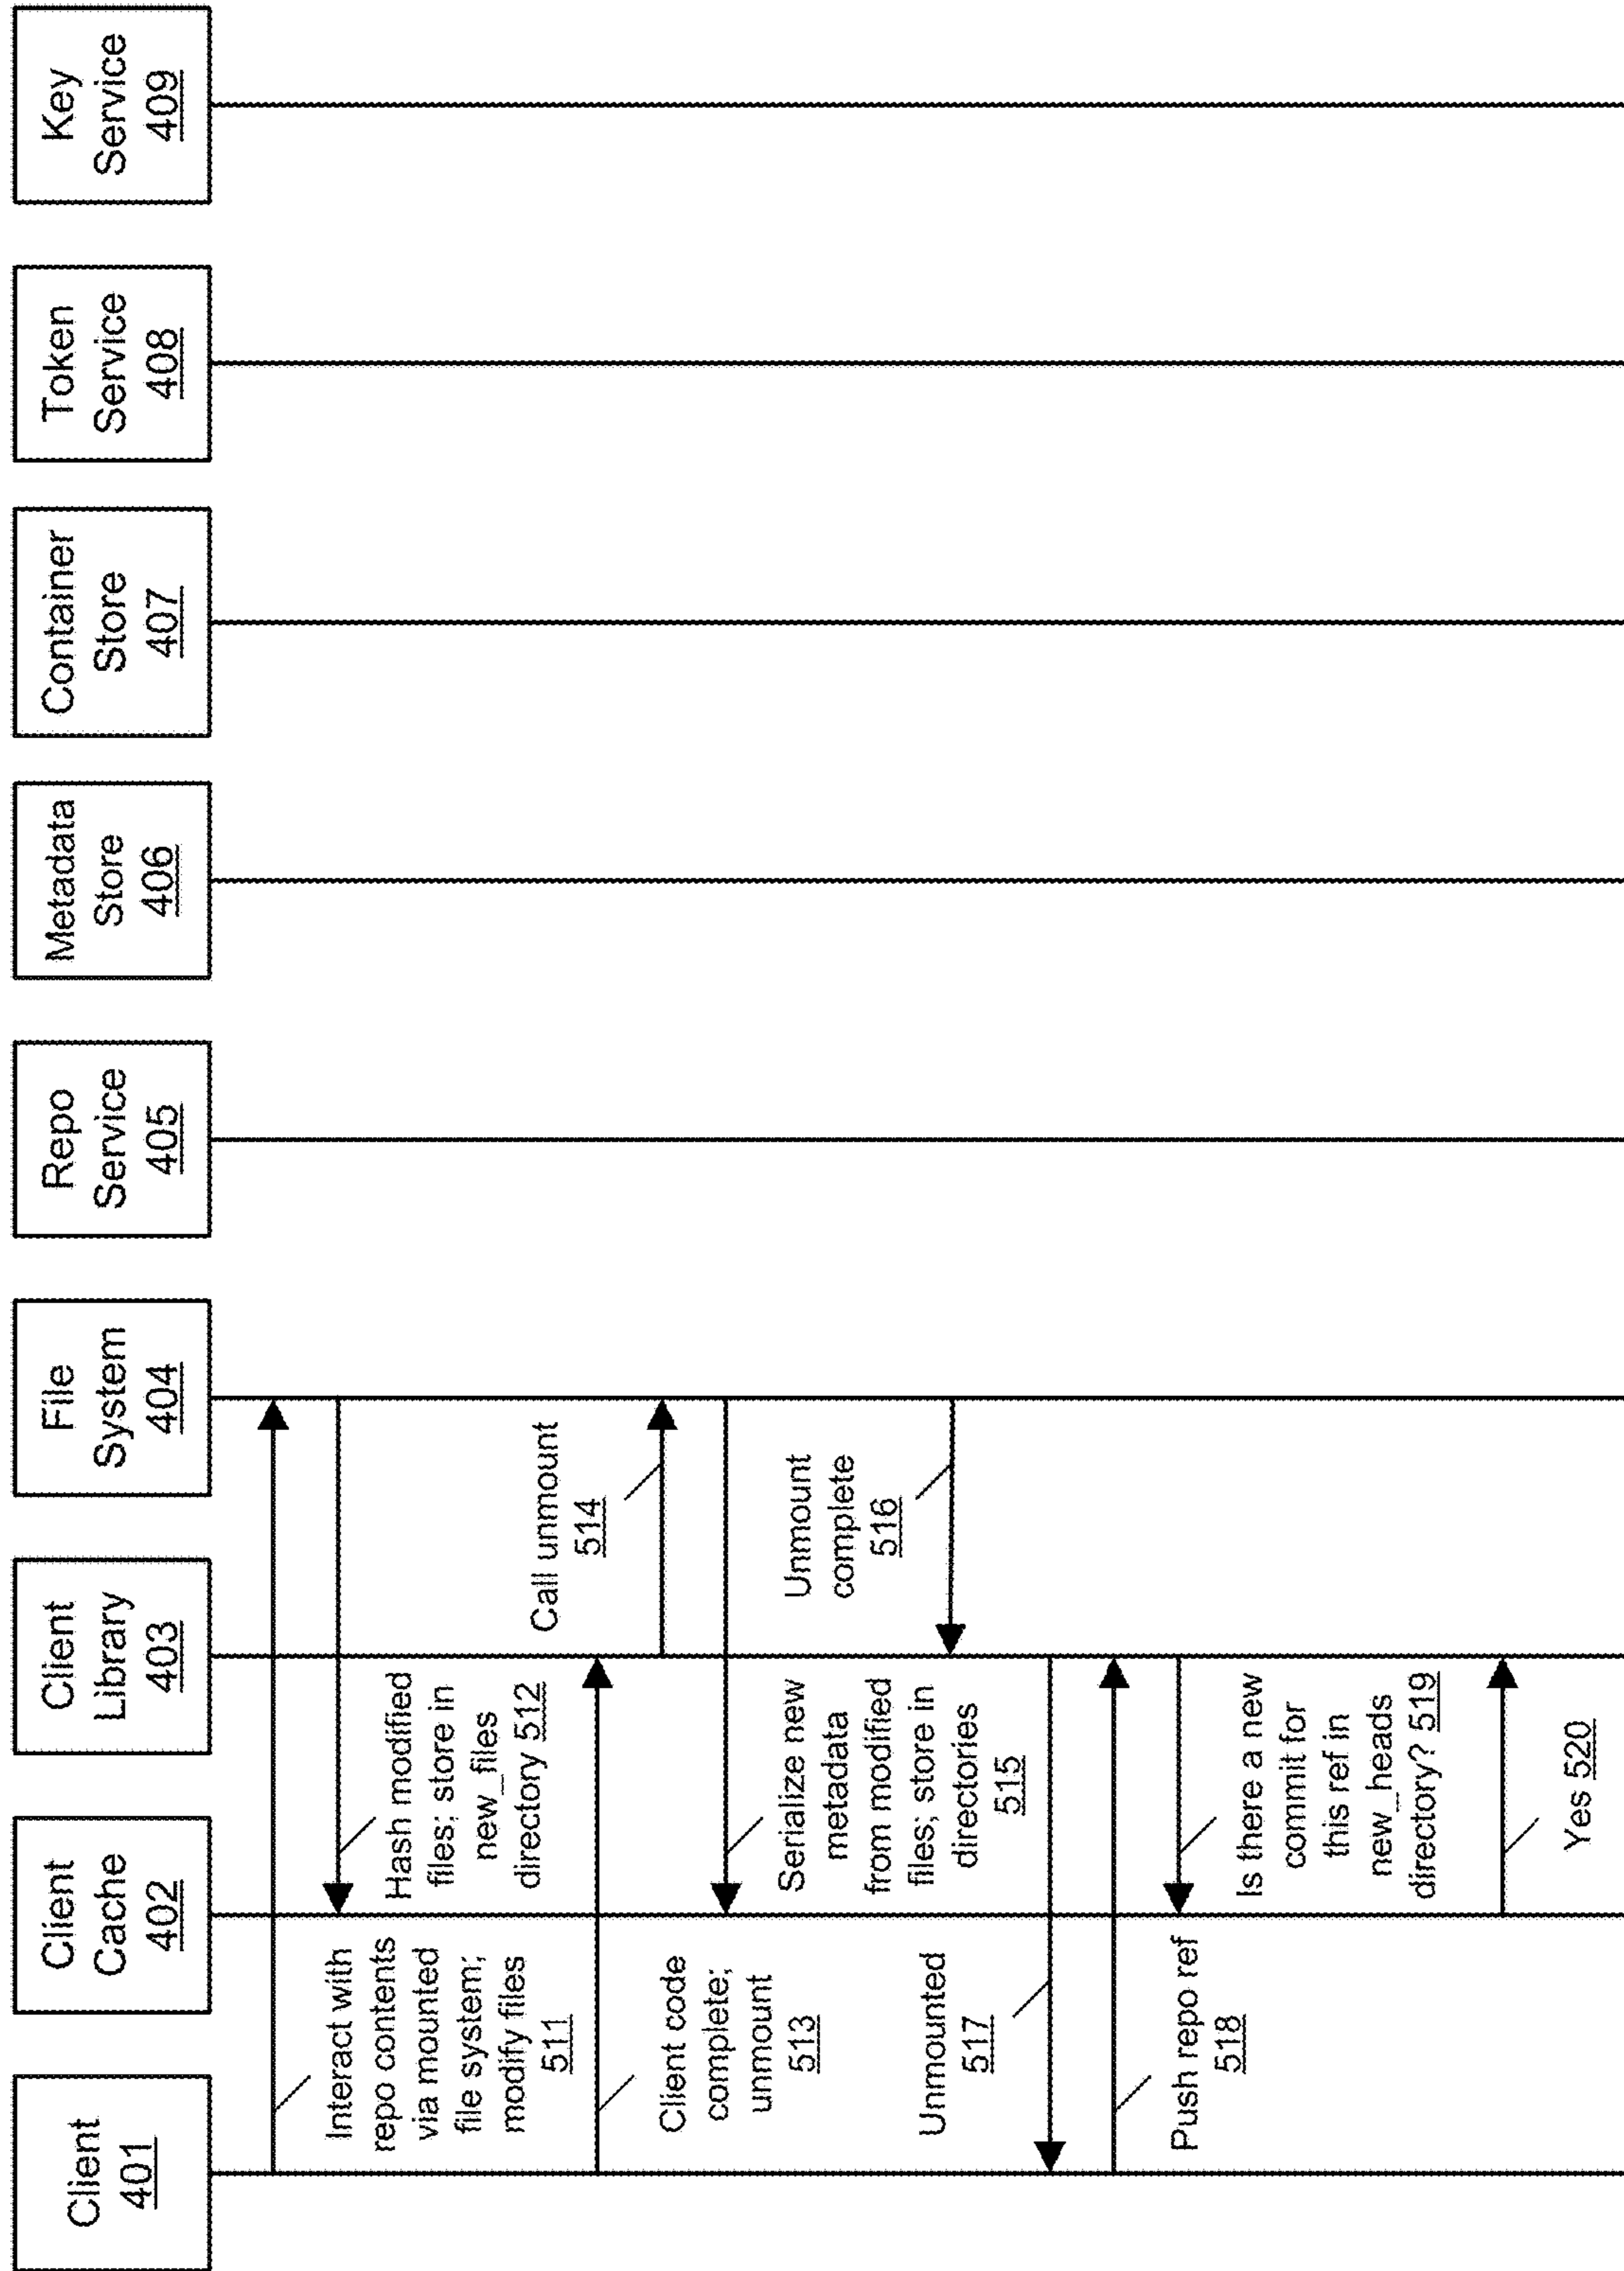 Client
401
Client
Cache
402
Client
Library
403
File
System
404
Repo
Service
405
Metadata
Store
406
Container
Store
407
Token
Service
408
Key
Service
409
Interact with
repo contents
via mounted
file system;
modify files
511
Hash modified
files; store in
new_files
directory 512
Client code
complete;
unmount
513
Call unmount
514
Serialize new
metadata
from modified
files; store in
directories
515
Unmount
complete
516
Unmounted
517
Push repo ref
518
Is there a new
commit for
this ref in
new_heads
directory? 519
Yes 520